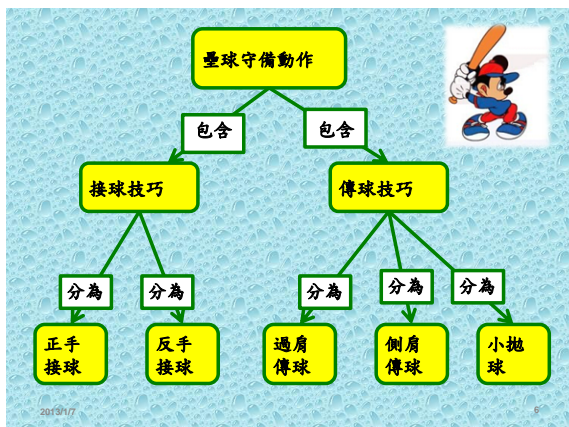 壘球守備動作
包含
包含
接球技巧
傳球技巧
分為
分為
分為
分為
分為
正手
接球
反手
接球
過肩
傳球
側肩
傳球
小拋
球
2013/1/7
6